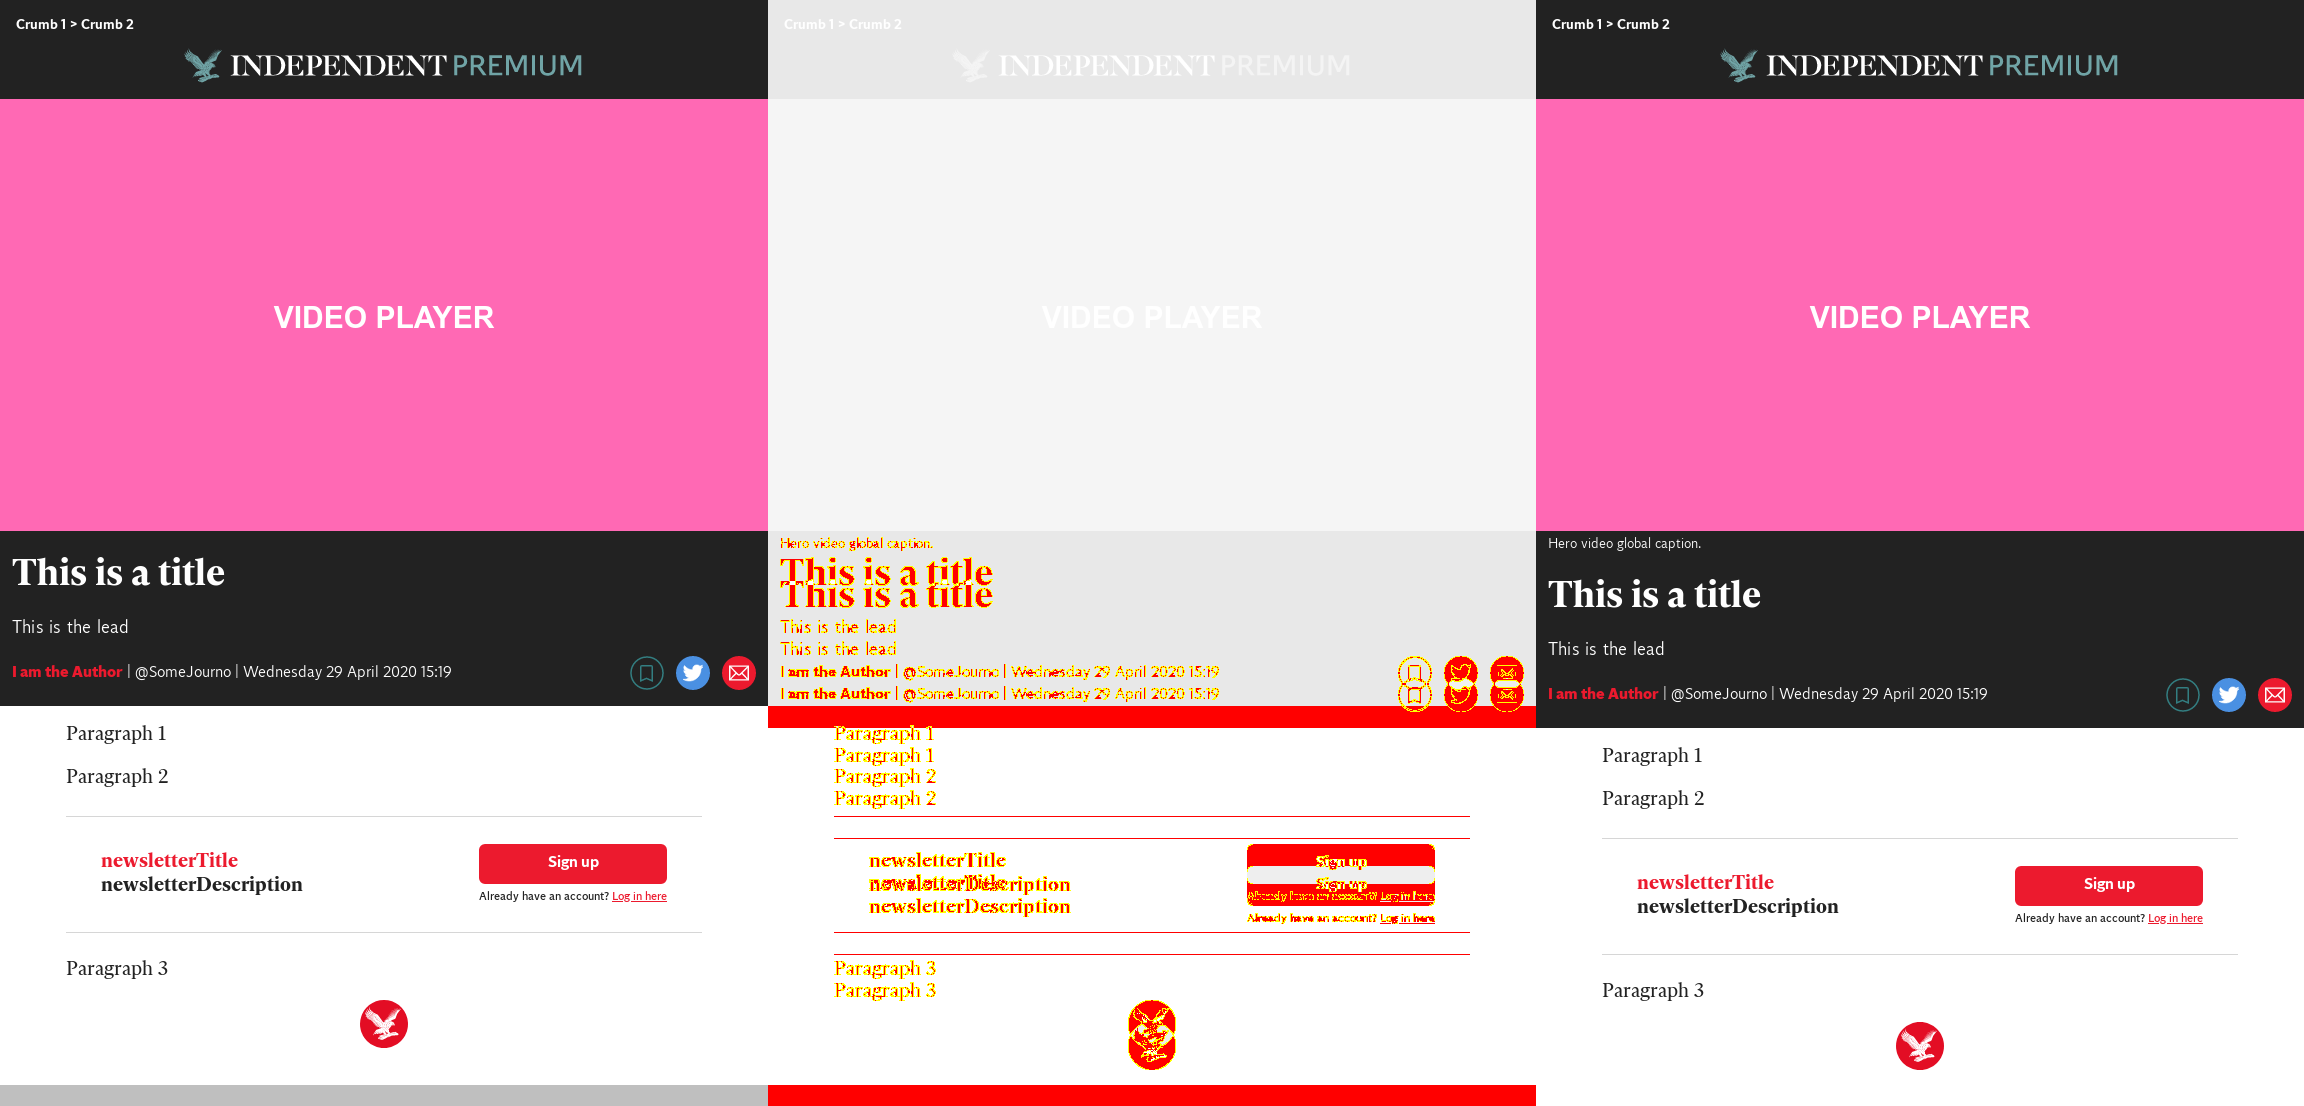 Crumb 1 > Crumb 2
INDEPENDENT PREMIUM
VIDEO PLAYER
This is a title
This is the lead
I am the Author | @SomeJourno | Wednesday 29 April 2020 15:19
Paragraph 1
Paragraph 2
newsletterTitle
newsletterDescription
Sign up
Already have an account? Log in here
Paragraph 3
Crumb 1 > Crumb 2
INDEPENDENT PREMIUM
VIDEO PLAYER
Hero video global caption.
This is a title
This is a title
This is the lead
This is the lead
I am the Author | @SomeJourno | Wednesday 29 April 2020 15:19
I am the Author | @SomeJourno | Wednesday 29 April 2020 15:19
Paragraph 1
Paragraph 1
Paragraph 2
Paragraph 2
newsletterTitle
newsletterTitle
newsletterDescription
newsletterDescription
Sign up
Sign up
Already have an account? Log in here
Already have an account? Log in here
Paragraph 3
Paragraph 3
Crumb 1 > Crumb 2
INDEPENDENT PREMIUM
VIDEO PLAYER
Hero video global caption.
This is a title
This is the lead
I am the Author | @SomeJourno | Wednesday 29 April 2020 15:19
Paragraph 1
Paragraph 2
newsletterTitle
newsletterDescription
Sign up
Already have an account? Log in here
Paragraph 3